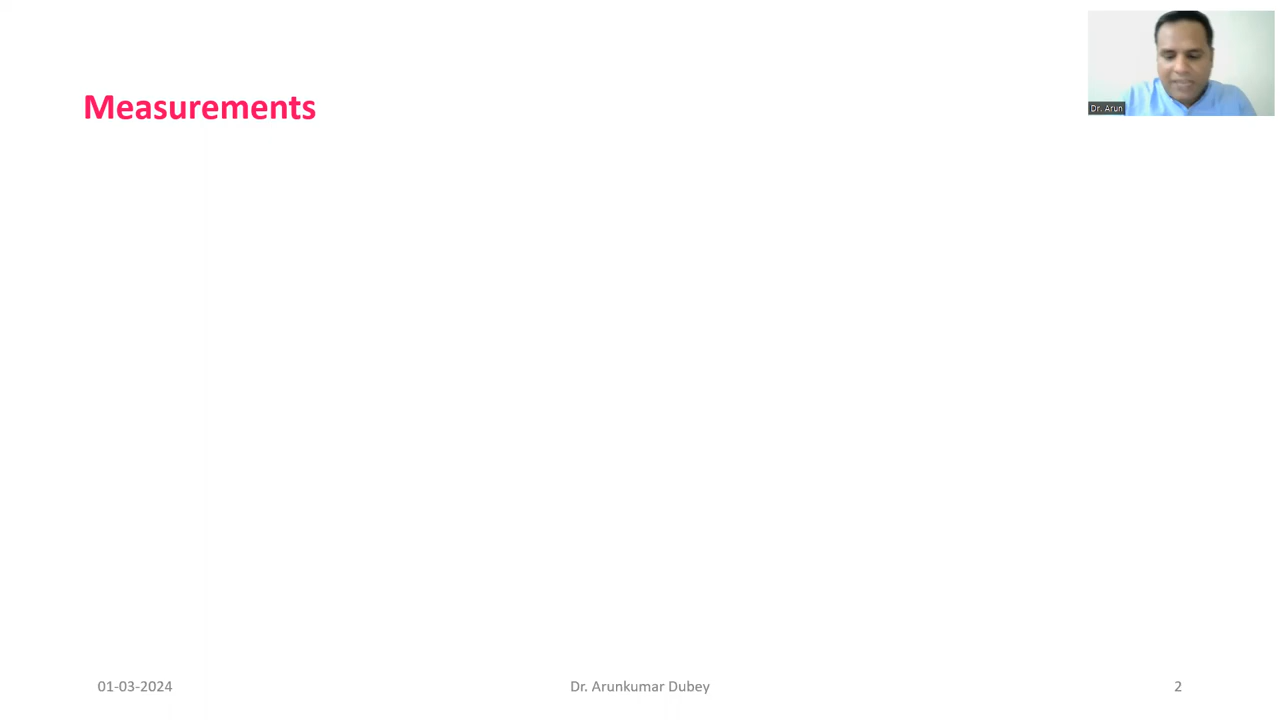 Dr. Arun
Measurements
01-03-2024
Dr. Arunkumar Dubey
2